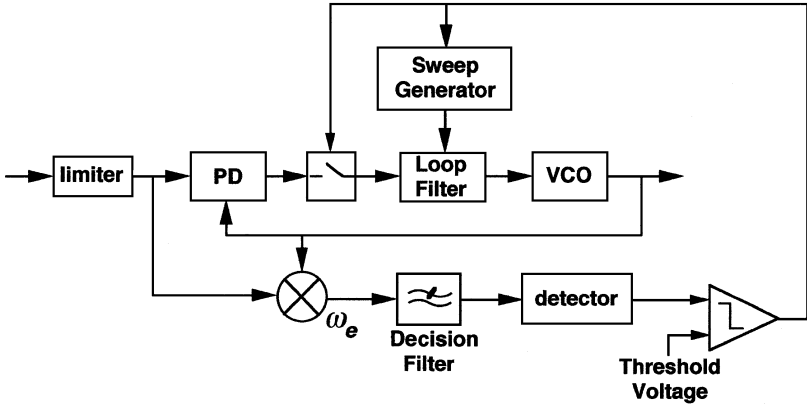 Sweep
Generator
limiter
PD
Loop
Filter
VCO
ωe
Decision
Filter
detector
Threshold
Voltage